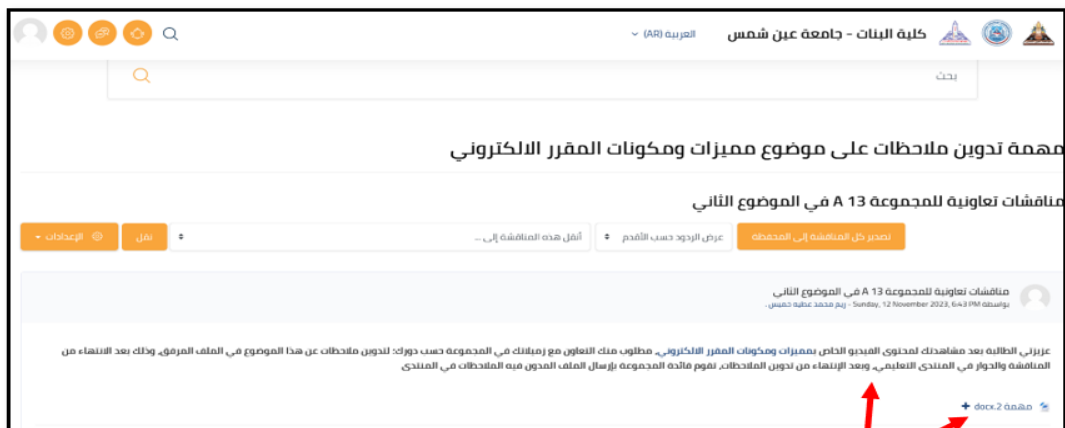 كلية البنات - جامعة عين شمس
العربية ‎(AR)‎
بحث
مهمة تدوين ملاحظات على موضوع مميزات ومكونات المقرر الالكتروني
مناقشات تعاونية للمجموعة A 13 في الموضوع الثاني
تصدير كل المناقشة إلى المحفظة
عرض الردود حسب الأقدم
أنقل هذه المناقشة إلى ...
نقل
الإعدادات
مناقشات تعاونية للمجموعة A 13 في الموضوع الثاني
بواسطة Sunday, 12 November 2023, 6:43 PM - ريم محمد عطيه خميس .
عزيزتي الطالبة بعد مشاهدتك لمحتوى الفيديو الخاص بمميزات ومكونات المقرر الالكتروني، مطلوب منك التعاون مع زميلاتك في المجموعة حسب دورك؛ لتدوين ملاحظات عن هذا الموضوع في الملف المرفق، وذلك بعد الانتهاء من
المناقشة والحوار في المنتدى التعليمي، وبعد الإنتهاء من تدوين الملاحظات، تقوم قائدة المجموعة بإرسال الملف المدون فيه الملاحظات في المنتدى
مهمة 2.docx